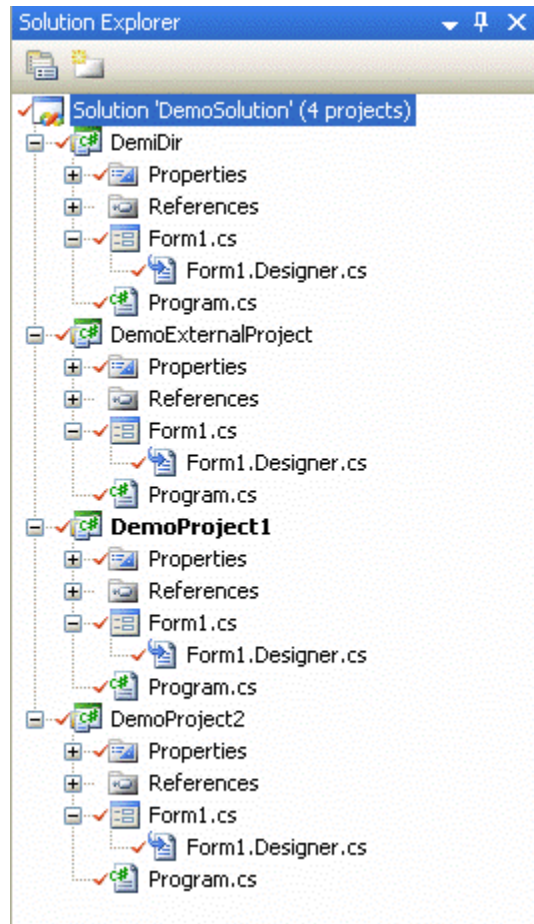 Solution Explorer
Solution 'DemoSolution' (4 projects)
DemiDir
Properties
References
Form1.cs
Form1.Designer.cs
Program.cs
DemoExternalProject
Properties
References
Form1.cs
Form1.Designer.cs
Program.cs
DemoProject1
Properties
References
Form1.cs
Form1.Designer.cs
Program.cs
DemoProject2
Properties
References
Form1.cs
Form1.Designer.cs
Program.cs